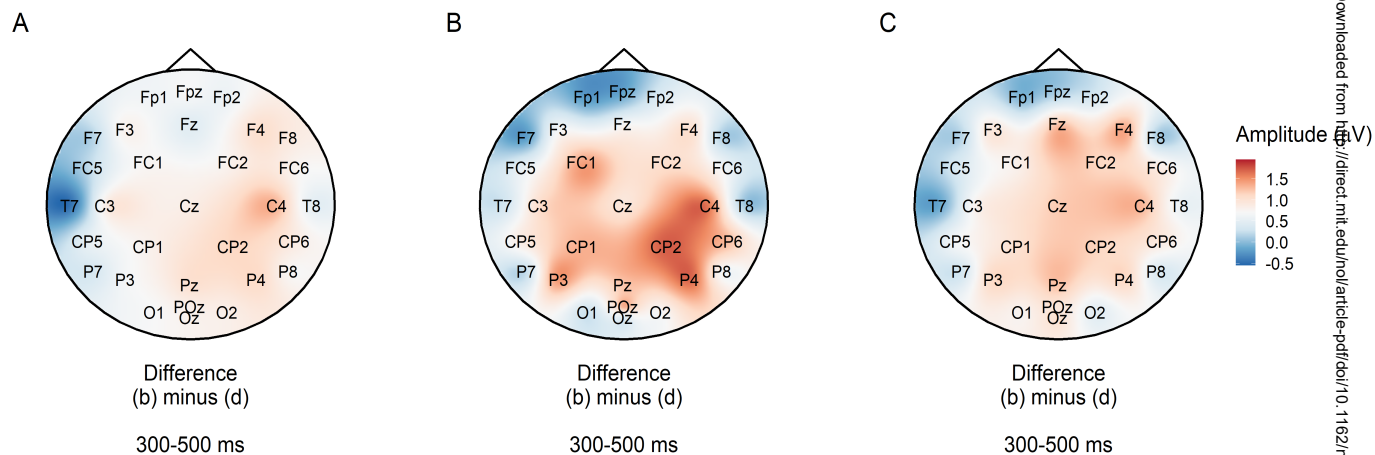 A
B
C
Fp1 Fpz Fp2
F7 F3 Fz F4 F8
FC5 FC1 FC2 FC6
T7 C3 Cz C4 T8
CP5 CP1 CP2 CP6
P7 P3 Pz P4 P8
O1 POz O2
Oz
Difference
(b) minus (d)
300-500 ms
Fp1 Fpz Fp2
F7 F3 Fz F4 F8
FC5 FC1 FC2 FC6
T7 C3 Cz C4 T8
CP5 CP1 CP2 CP6
P7 P3 Pz P4 P8
O1 POz O2
Oz
Difference
(b) minus (d)
300-500 ms
Fp1 Fpz Fp2
F7 F3 Fz F4 F8
FC5 FC1 FC2 FC6
T7 C3 Cz C4 T8
CP5 CP1 CP2 CP6
P7 P3 Pz P4 P8
O1 POz O2
Oz
Difference
(b) minus (d)
300-500 ms
Amplitude (µV)
1.5
1.0
0.5
0.0
-0.5
ownloaded from http://direct.mit.edu/nol/article-pdf/doi/10.1162/